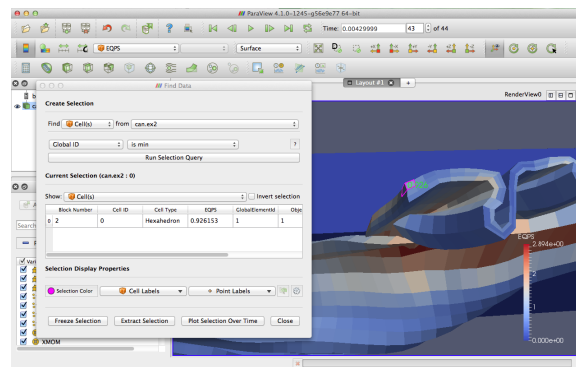 ParaView 4.1.0-1245-g56e9e77 64-bit
Time: 0.00429999 43 of 44
EQPS Surface
Layout #1 +
RenderView0
Find Data
Create Selection
Find Cell(s) from can.ex2
Global ID is min ?
Run Selection Query
Current Selection (can.ex2 : 0)
Show: Cell(s) Invert selection
Block Number Cell ID Cell Type EQPS GlobalElementId Obje
0 2 0 Hexahedron 0.926153 1 1
Selection Display Properties
Selection Color Cell Labels Point Labels
Freeze Selection Extract Selection Plot Selection Over Time Close
Search
Vari
XMOM
EQPS
2.894e+00
2
1
0.000e+00